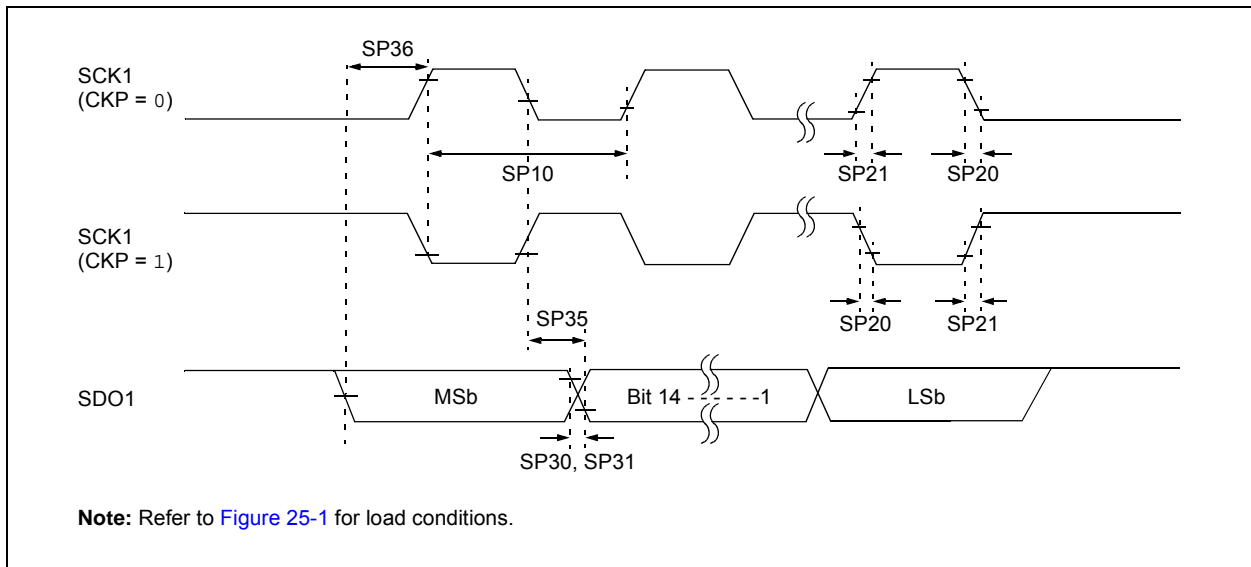 SP36
SCK1
(CKP = 0)
SP10
SP21
SP20
SCK1
(CKP = 1)
SP35
SP20
SP21
SDO1
MSb
Bit 14 - - - - - -1
LSb
SP30, SP31
Note: Refer to Figure 25-1 for load conditions.